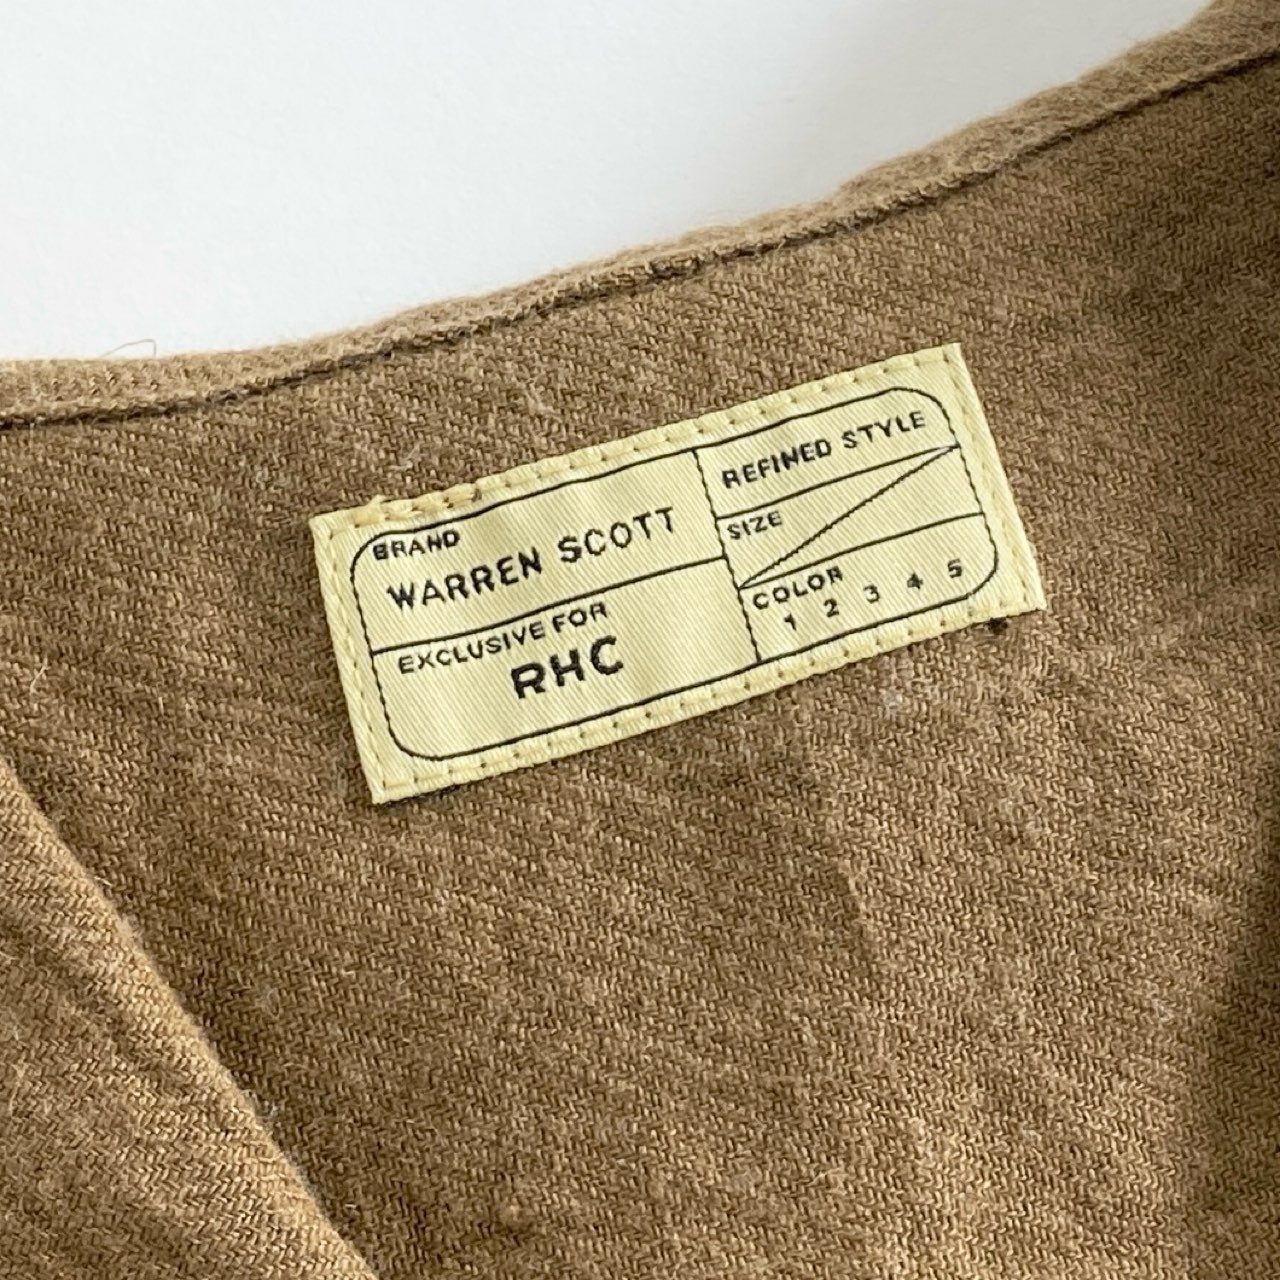 BRAND
WARREN SCOTT
EXCLUSIVE FOR
RHC
REFINED STYLE
SIZE
COLOR
1 2 3 4 5